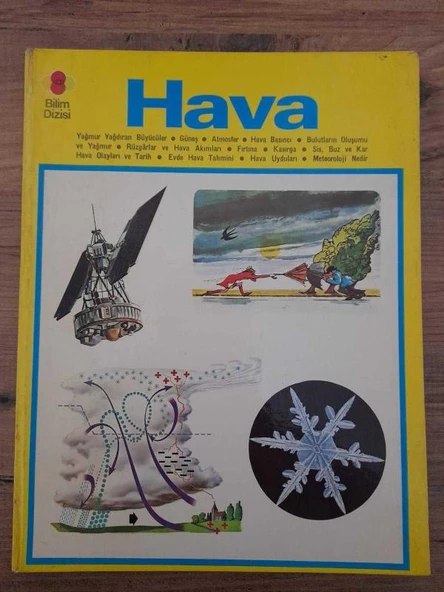 Bilim
Dizisi
Hava
Yağmur Yağdıran Büyücüler • Güneş • Atmosfer • Hava Basıncı • Bulutların Oluşumu
ve Yağmur • Rüzgârlar ve Hava Akımları • Fırtına • Kasırga • Sis, Buz ve Kar
Hava Olayları ve Tarih • Evde Hava Tahmini • Hava Uyduları • Meteoroloji Nedir